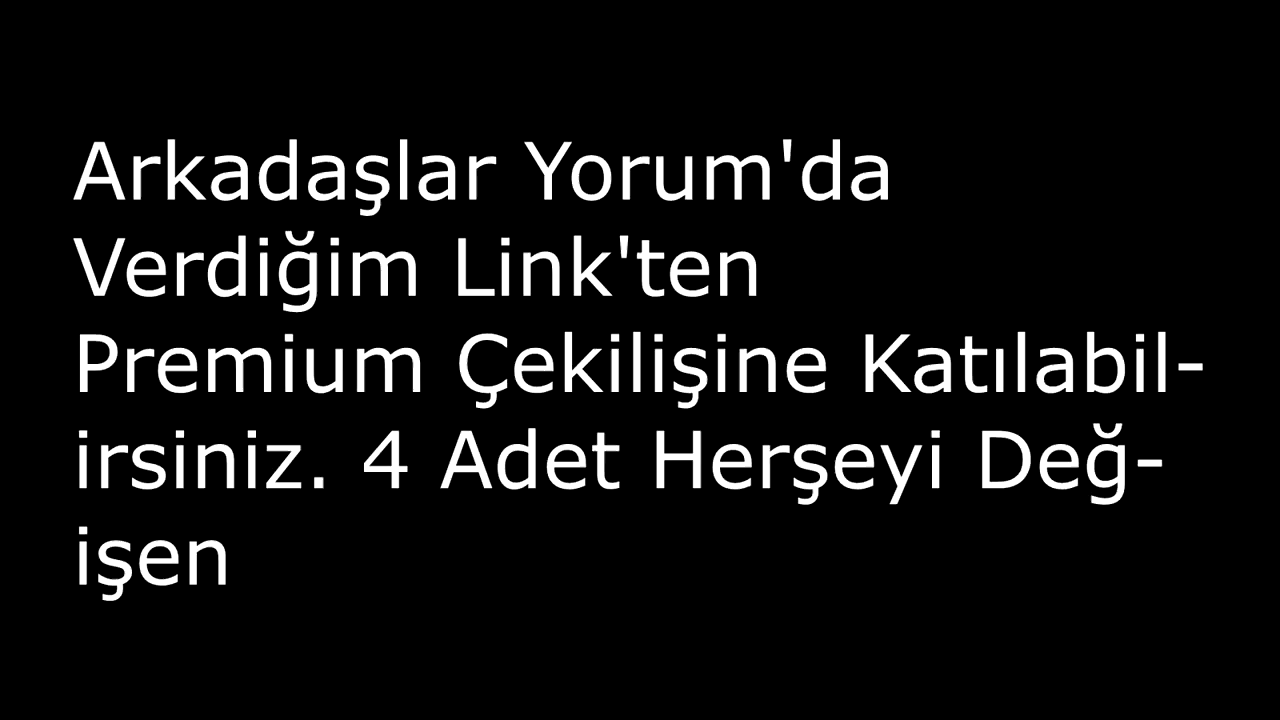 Arkadaşlar Yorum'da
Verdiğim Link'ten
Premium Çekilişine Katılabil-
irsiniz. 4 Adet Herşeyi Değ-
işen